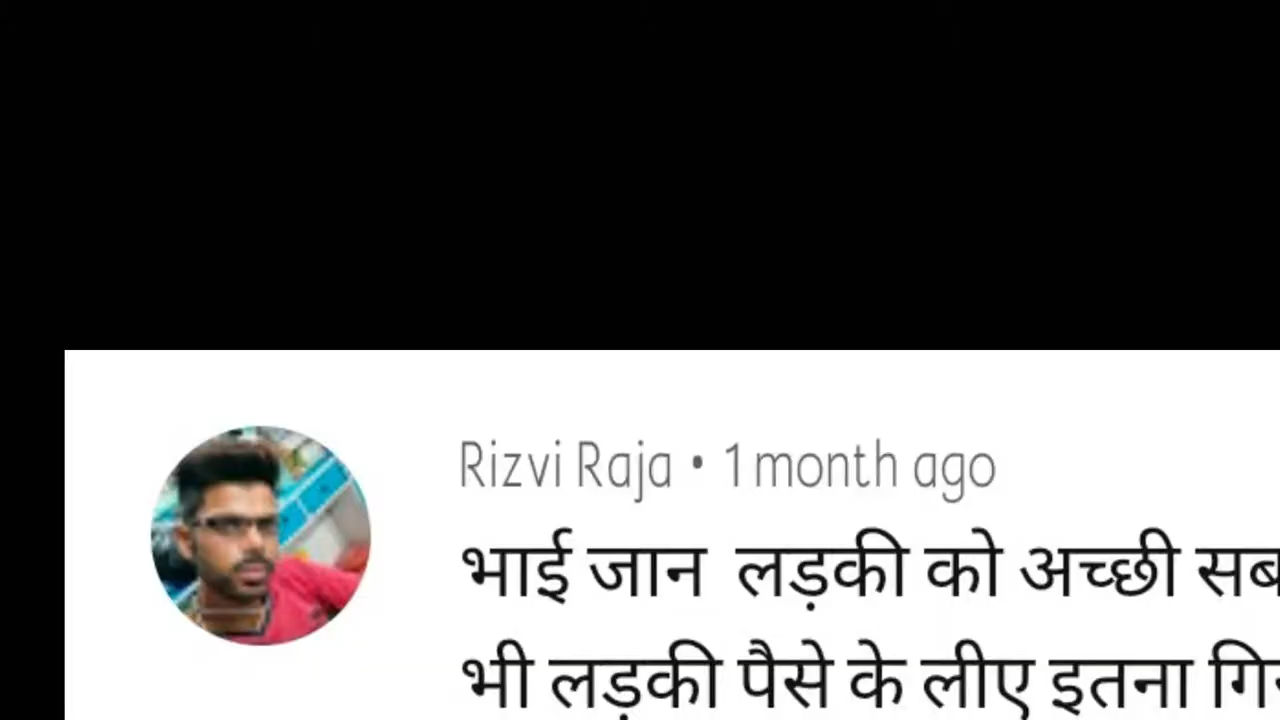 Rizvi Raja • 1 month ago
भाई जान लड़की को अच्छी
भी लड़की पैसे के लीए इतना